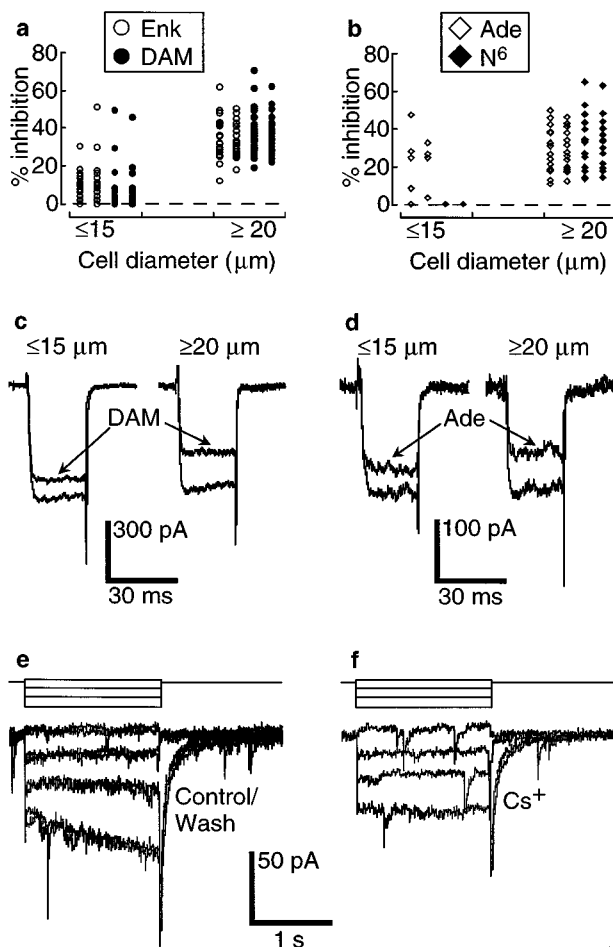 a
Enk
DAM
80
60
40
20
0
% inhibition
≤15
≥ 20
Cell diameter (μm)
b
Ade
N⁶
80
60
40
20
0
% inhibition
≤15
≥ 20
Cell diameter (μm)
c
≤15 μm
≥20 μm
DAM
300 pA
30 ms
d
≤15 μm
≥20 μm
Ade
100 pA
30 ms
e
Control/
Wash
50 pA
1 s
f
Cs⁺